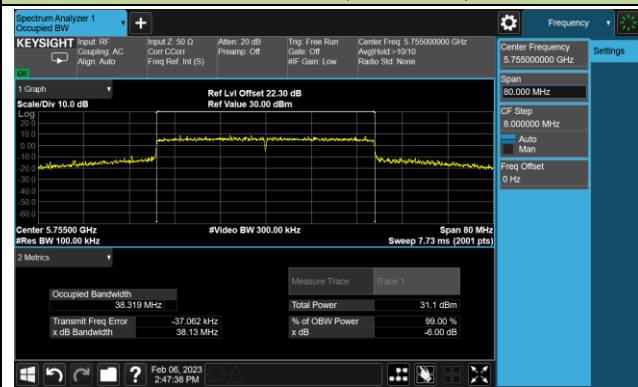 Spectrum Analyzer 1
Occupied BW
Frequency
KEYSIGHT
Input: RF
Coupling: AC
Align: Auto
Input Z: 50 Ω
Corr CCorr
Freq Ref: Int (S)
Atten: 20 dB
Preamp: Off
Trig: Free Run
Gate: Off
#IF Gain: Low
Center Freq: 5.755000000 GHz
Avg|Hold:>10/10
Radio Std: None
Center Frequency
5.755000000 GHz
Settings
Span
80.000 MHz
CF Step
8.000000 MHz
Auto
Man
Freq Offset
0 Hz
1 Graph
Scale/Div 10.0 dB
Ref Lvl Offset 22.30 dB
Ref Value 30.00 dBm
Log
20.0
10.0
0.00
-10.0
-20.0
-30.0
-40.0
-50.0
-60.0
Center 5.75500 GHz
#Res BW 100.00 kHz
#Video BW 300.00 kHz
Span 80 MHz
Sweep 7.73 ms (2001 pts)
2 Metrics
Measure Trace
Trace 1
Occupied Bandwidth
38.319 MHz
Total Power
31.1 dBm
Transmit Freq Error
-37.062 kHz
% of OBW Power
99.00 %
x dB Bandwidth
38.13 MHz
x dB
-6.00 dB
Feb 06, 2023
2:47:38 PM